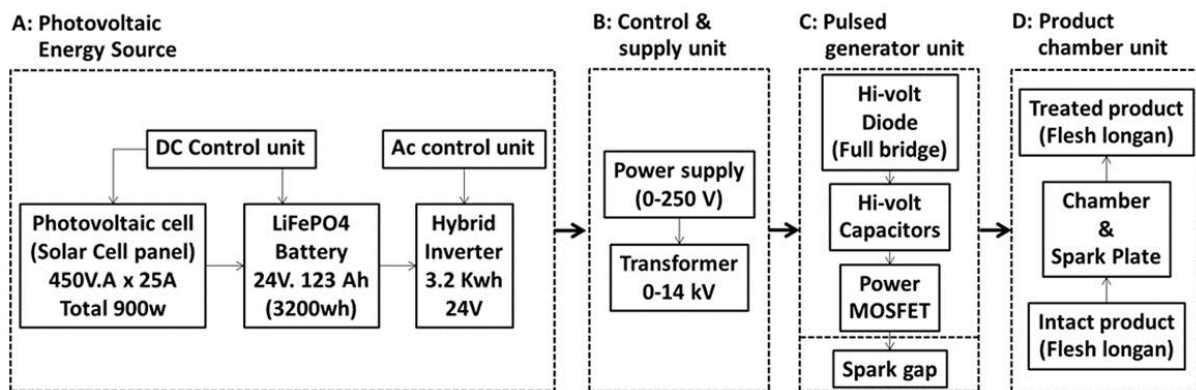 A: Photovoltaic
Energy Source
DC Control unit
Ac control unit
Photovoltaic cell
(Solar Cell panel)
450V.A x 25A
Total 900w
LiFePO4
Battery
24V. 123 Ah
(3200wh)
Hybrid
Inverter
3.2 Kwh
24V
B: Control &
supply unit
Power supply
(0-250 V)
Transformer
0-14 kV
C: Pulsed
generator unit
Hi-volt
Diode
(Full bridge)
Hi-volt
Capacitors
Power
MOSFET
Spark gap
D: Product
chamber unit
Treated product
(Flesh longan)
Chamber
&
Spark Plate
Intact product
(Flesh longan)